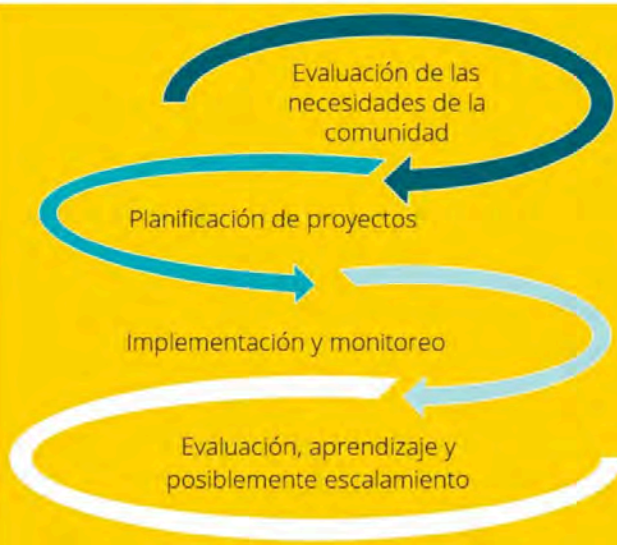 Evaluación de las
necesidades de la
comunidad
Planificación de proyectos
Implementación y monitoreo
Evaluación, aprendizaje y
posiblemente escalamiento